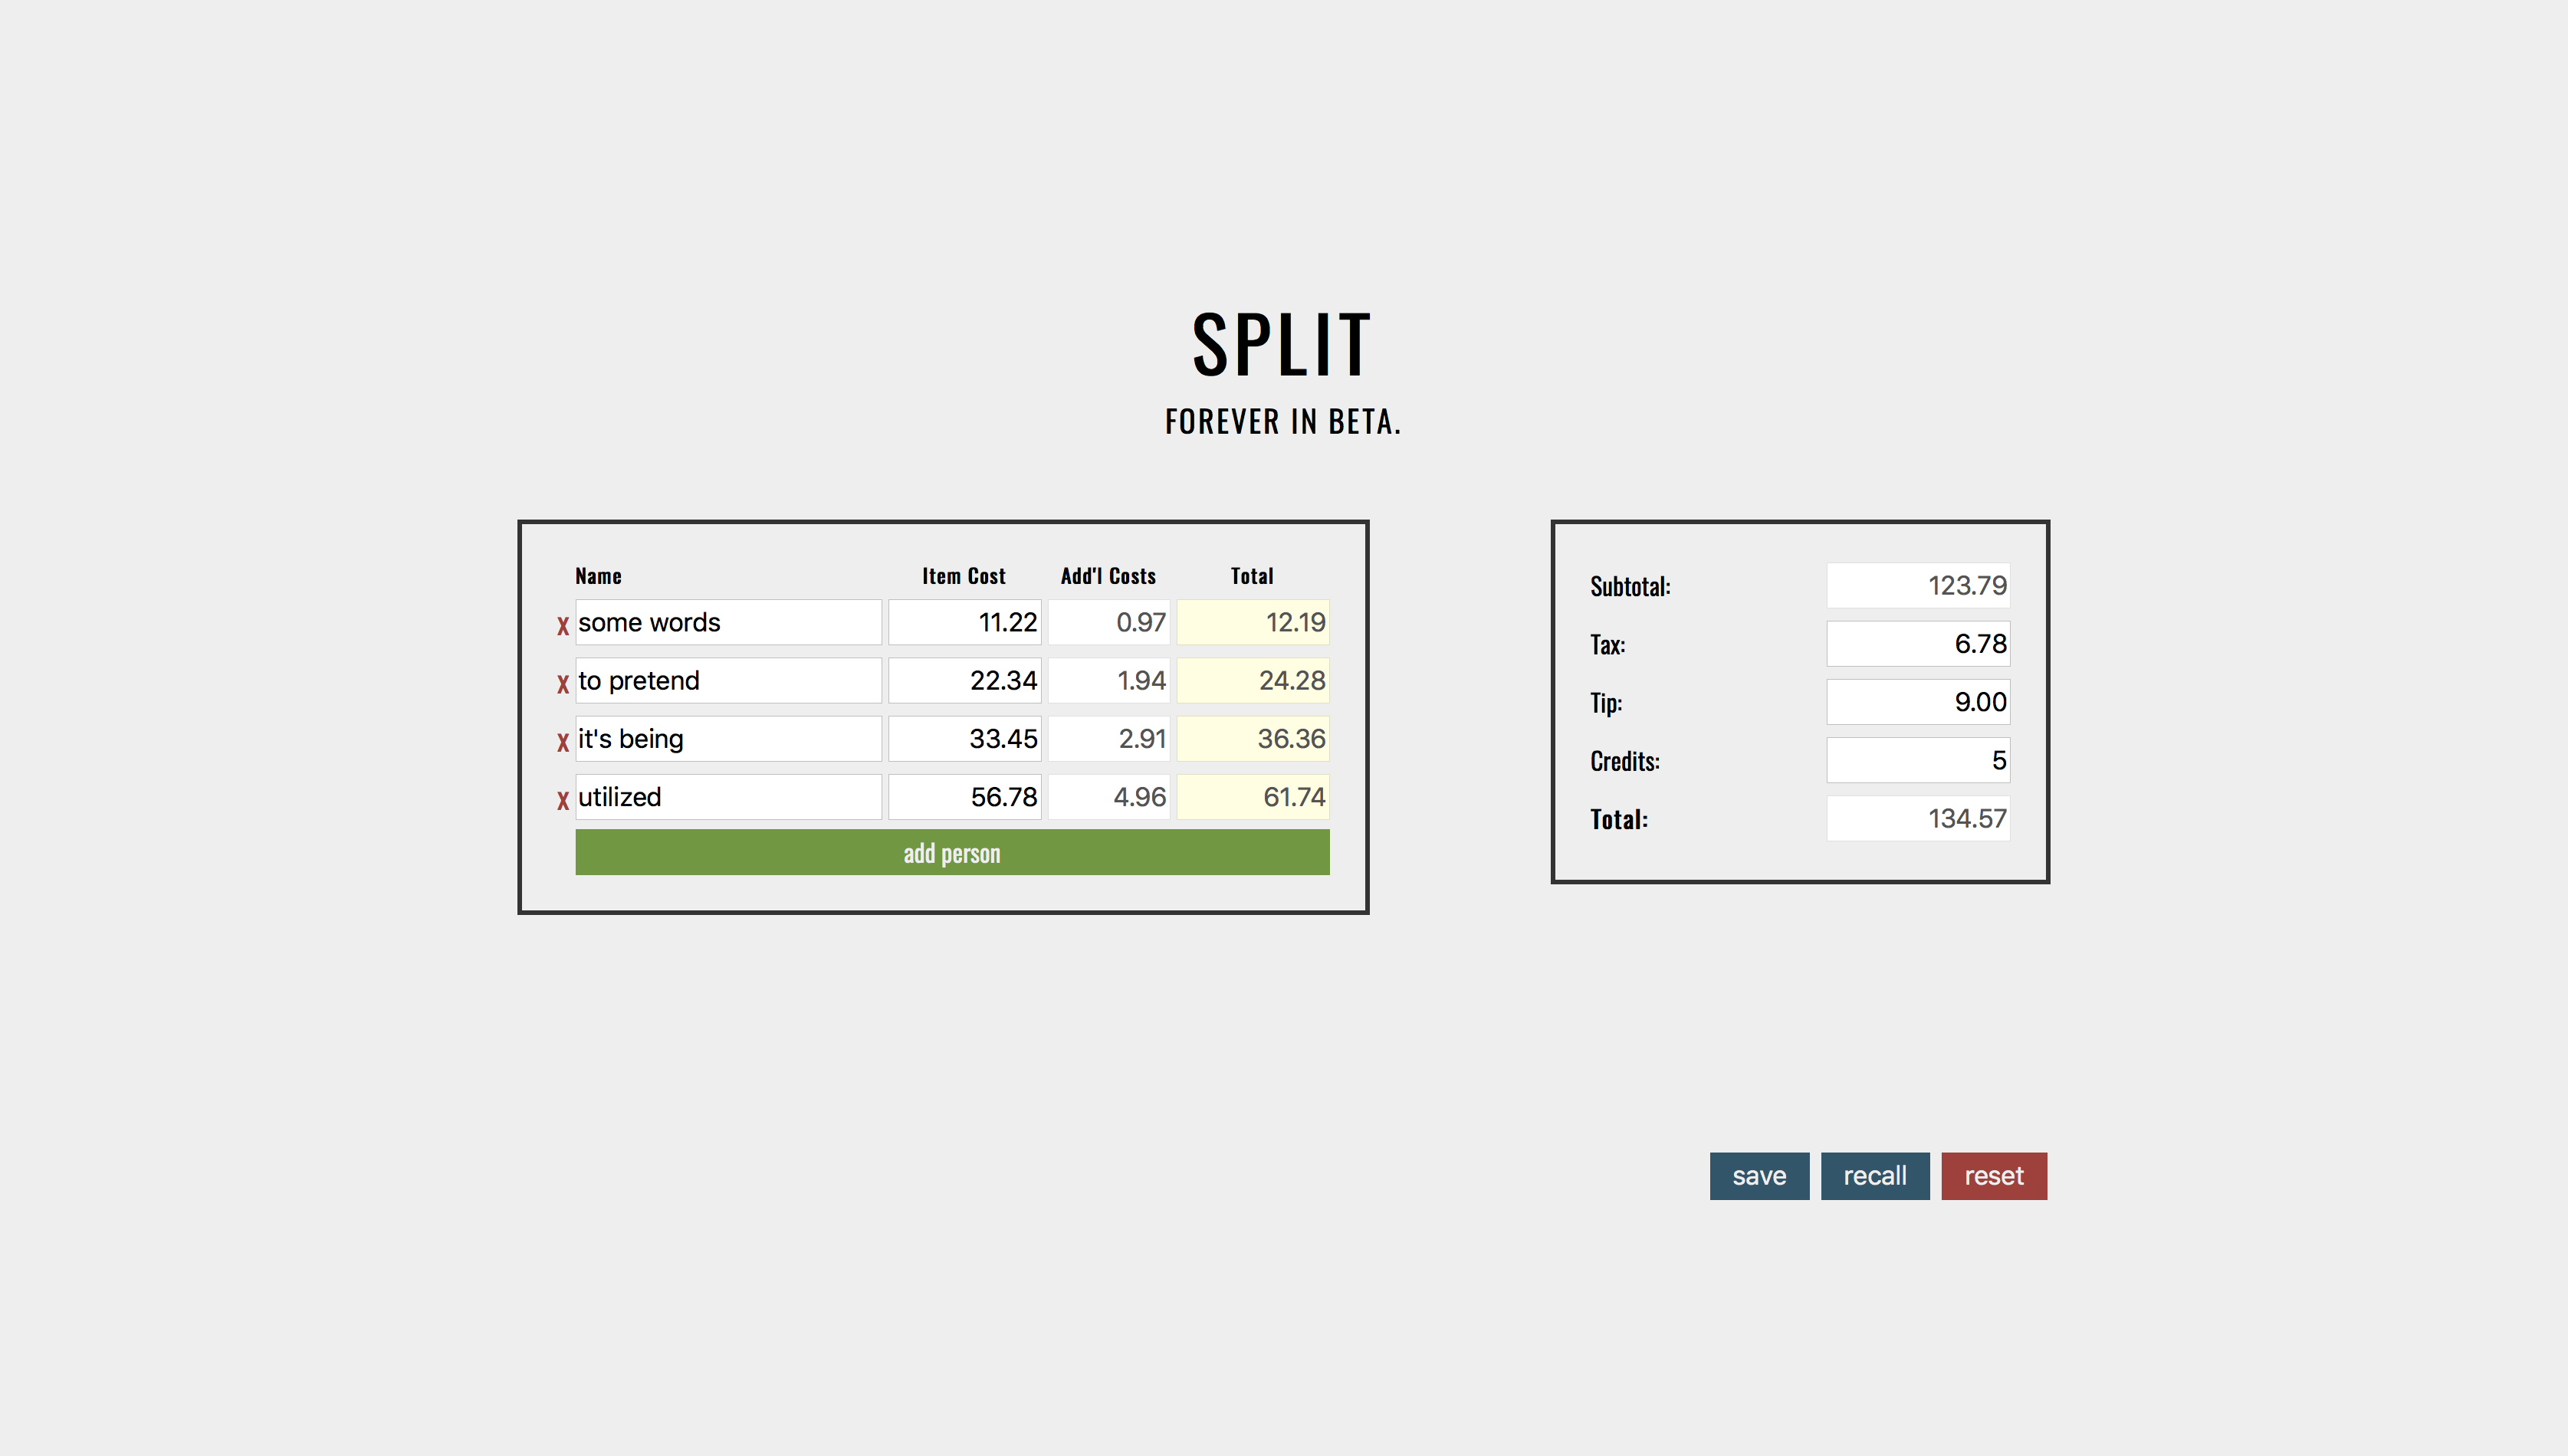 SPLIT
FOREVER IN BETA.
Name Item Cost Add'l Costs Total
X some words 11.22 0.97 12.19
X to pretend 22.34 1.94 24.28
X it's being 33.45 2.91 36.36
X utilized 56.78 4.96 61.74
add person
Subtotal: 123.79
Tax: 6.78
Tip: 9.00
Credits: 5
Total: 134.57
save recall reset